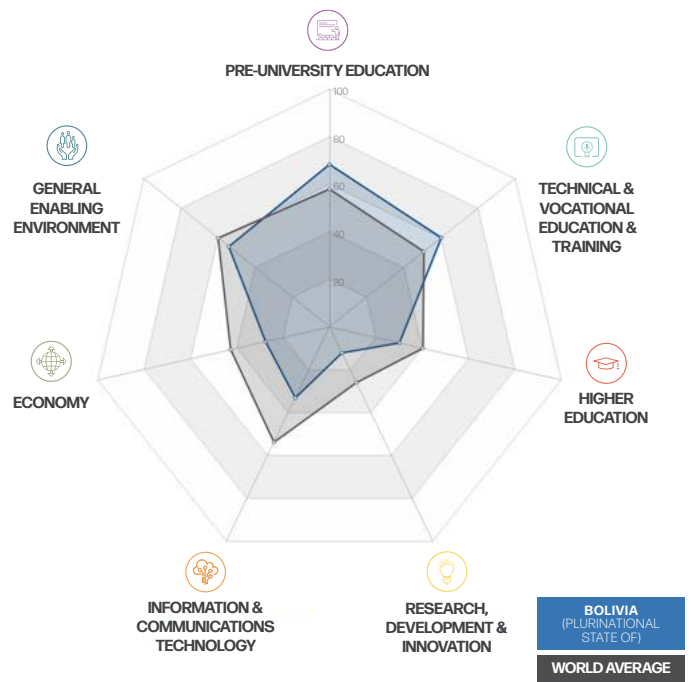 PRE-UNIVERSITY EDUCATION
100
80
60
40
20
GENERAL
ENABLING
ENVIRONMENT
TECHNICAL &
VOCATIONAL
EDUCATION &
TRAINING
ECONOMY
HIGHER
EDUCATION
INFORMATION &
COMMUNICATIONS
TECHNOLOGY
RESEARCH,
DEVELOPMENT &
INNOVATION
BOLIVIA
(PLURINATIONAL
STATE OF)
WORLD AVERAGE